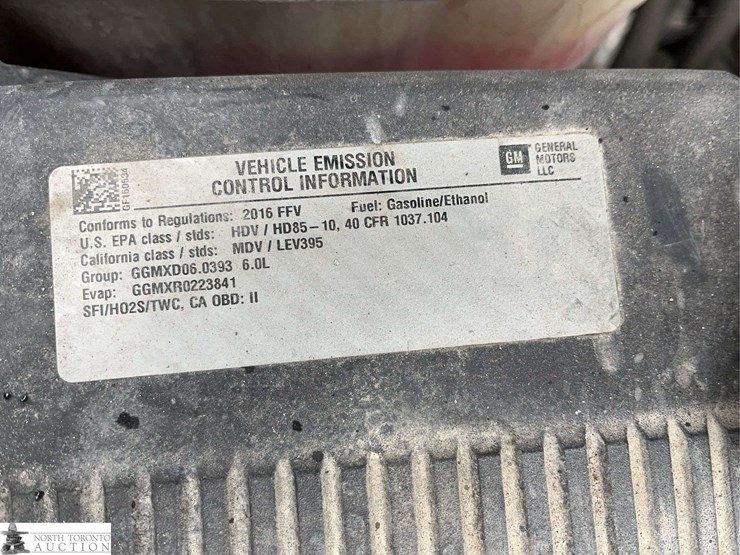 VEHICLE EMISSION
CONTROL INFORMATION
GM GENERAL
MOTORS
LLC
Conforms to Regulations: 2016 FFV Fuel: Gasoline/Ethanol
U.S. EPA class / stds: HDV / HD85-10, 40 CFR 1037.104
California class / stds: MDV / LEV395
Group: GGMXD06.0393 6.0L
Evap: GGMXR0223841
SFI/HO2S/TWC, CA OBD: II
NORTH TORONTO
AUCTION